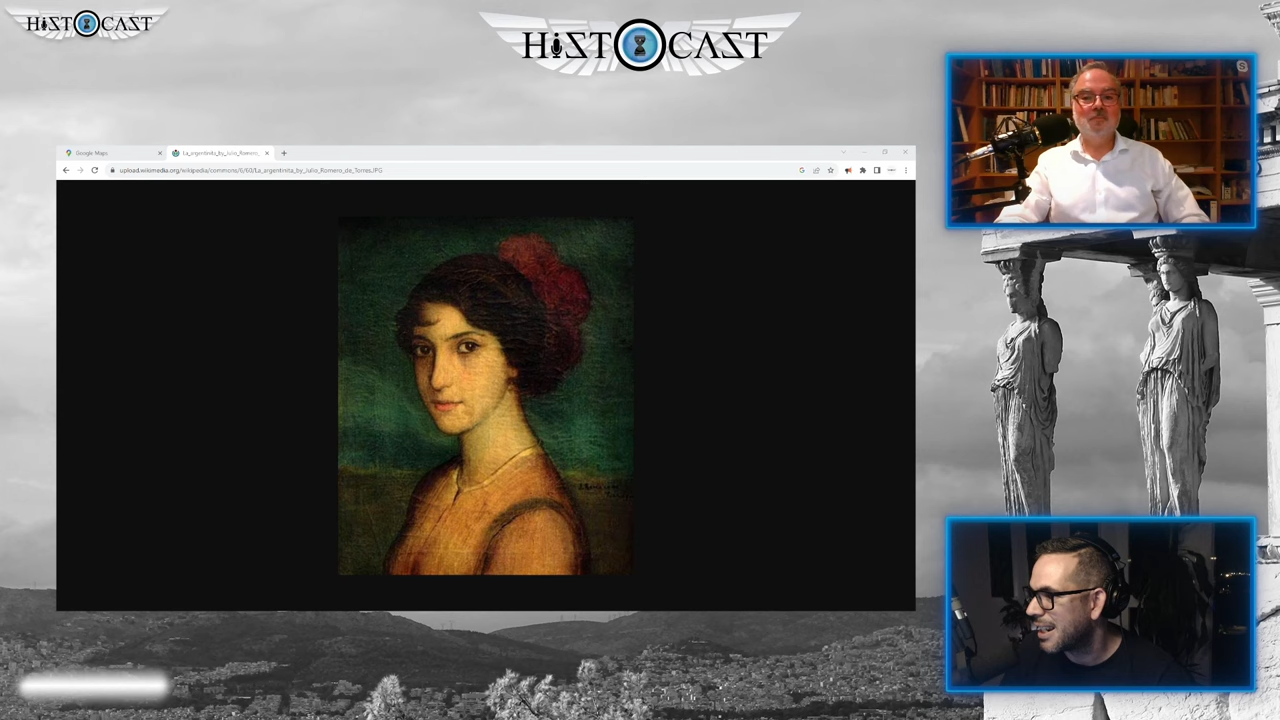 HiSTOCAST
HiSTOCAST
Google Maps
La_argentinita_by_Julio_Romero_
upload.wikimedia.org/wikipedia/commons/6/60/La_argentinita_by_Julio_Romero_de_Torres.JPG